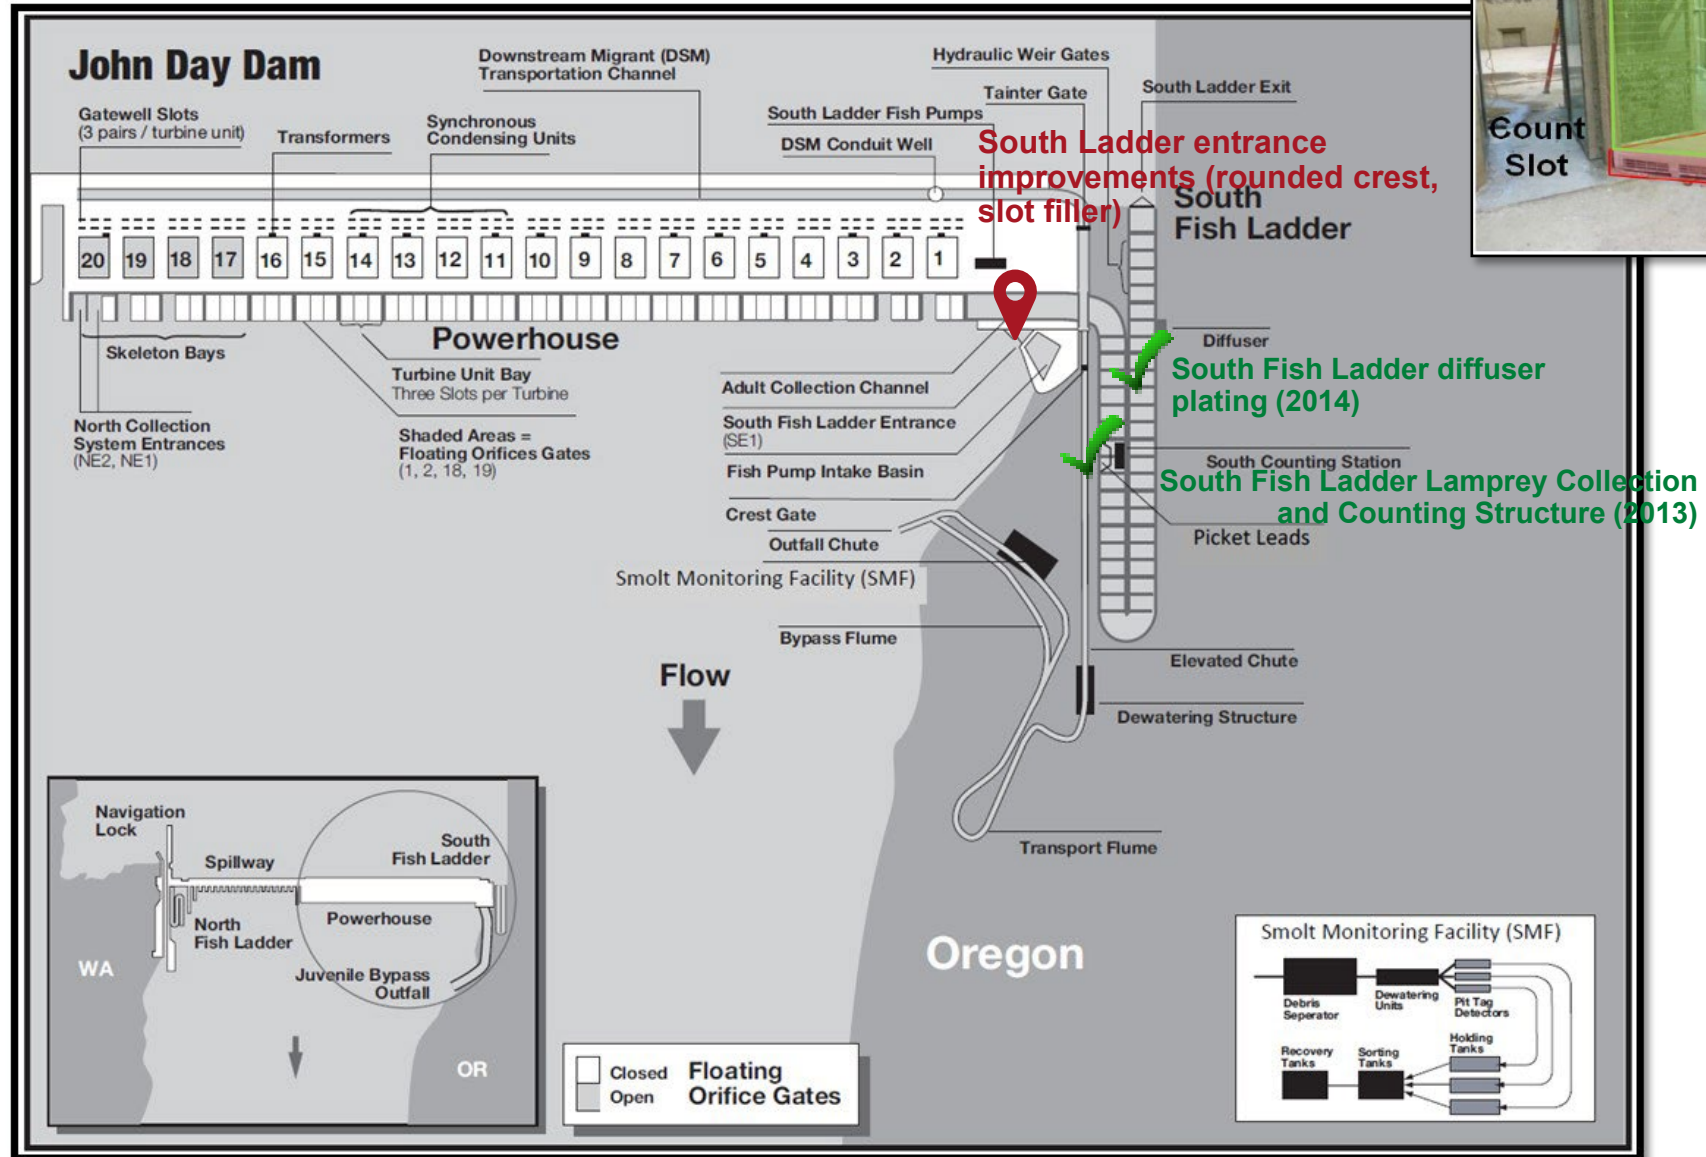 John Day Dam
Downstream Migrant (DSM)
Transportation Channel
Hydraulic Weir Gates
Tainter Gate
South Ladder Exit
Gatewell Slots
(3 pairs / turbine unit)
Transformers
Synchronous
Condensing Units
South Ladder Fish Pumps
DSM Conduit Well
South Ladder entrance
improvements (rounded crest,
slot filler)
South
Fish Ladder
Count
Slot
20 19 18 17 16 15 14 13 12 11 10 9 8 7 6 5 4 3 2 1
Skeleton Bays
Powerhouse
Turbine Unit Bay
Three Slots per Turbine
North Collection
System Entrances
(NE2, NE1)
Shaded Areas =
Floating Orifices Gates
(1, 2, 18, 19)
Adult Collection Channel
South Fish Ladder Entrance
(SE1)
Fish Pump Intake Basin
Crest Gate
Outfall Chute
Smolt Monitoring Facility (SMF)
Bypass Flume
Diffuser
South Fish Ladder diffuser
plating (2014)
South Counting Station
South Fish Ladder Lamprey Collection
and Counting Structure (2013)
Picket Leads
Elevated Chute
Dewatering Structure
Transport Flume
Flow
Oregon
Navigation
Lock
Spillway
South
Fish Ladder
North
Fish Ladder
Powerhouse
Juvenile Bypass
Outfall
WA
OR
Closed
Open
Floating
Orifice Gates
Smolt Monitoring Facility (SMF)
Debris
Seperator
Dewatering
Units
Pit Tag
Detectors
Recovery
Tanks
Sorting
Tanks
Holding
Tanks